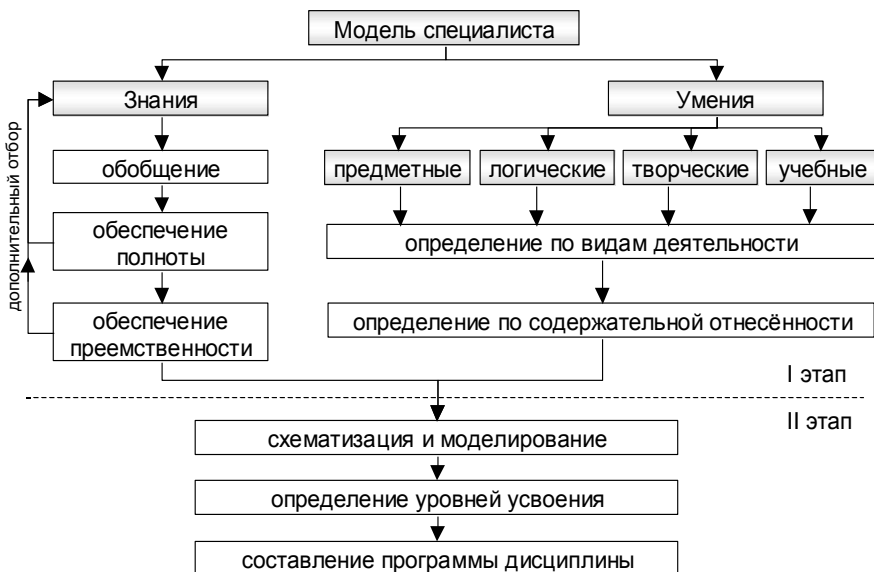 Модель специалиста
Знания
Умения
дополнительный отбор
обобщение
предметные
логические
творческие
учебные
обеспечение
полноты
определение по видам деятельности
обеспечение
преемственности
определение по содержательной отнесённости
I этап
II этап
схематизация и моделирование
определение уровней усвоения
составление программы дисциплины